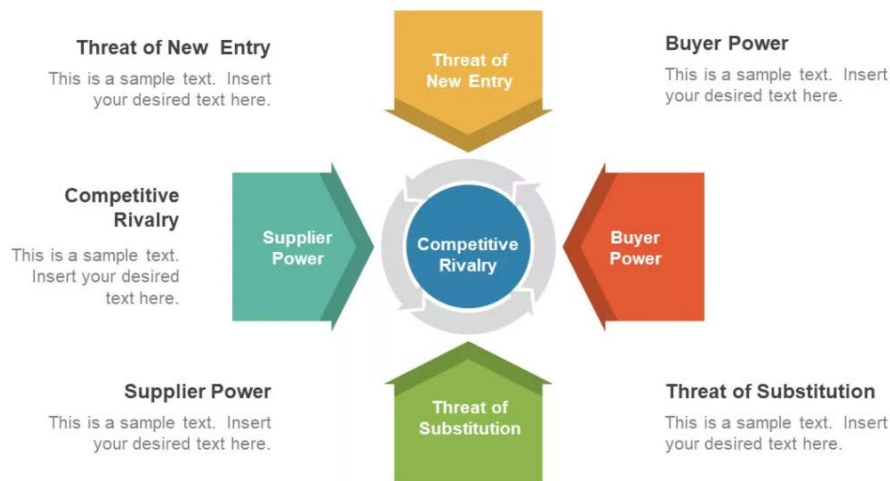 Threat of New Entry
This is a sample text. Insert
your desired text here.
Threat of
New Entry
Buyer Power
This is a sample text. Insert
your desired text here.
Competitive
Rivalry
This is a sample text.
Insert your desired
text here.
Supplier
Power
Competitive
Rivalry
Buyer
Power
Supplier Power
This is a sample text. Insert
your desired text here.
Threat of
Substitution
Threat of Substitution
This is a sample text. Insert
your desired text here.